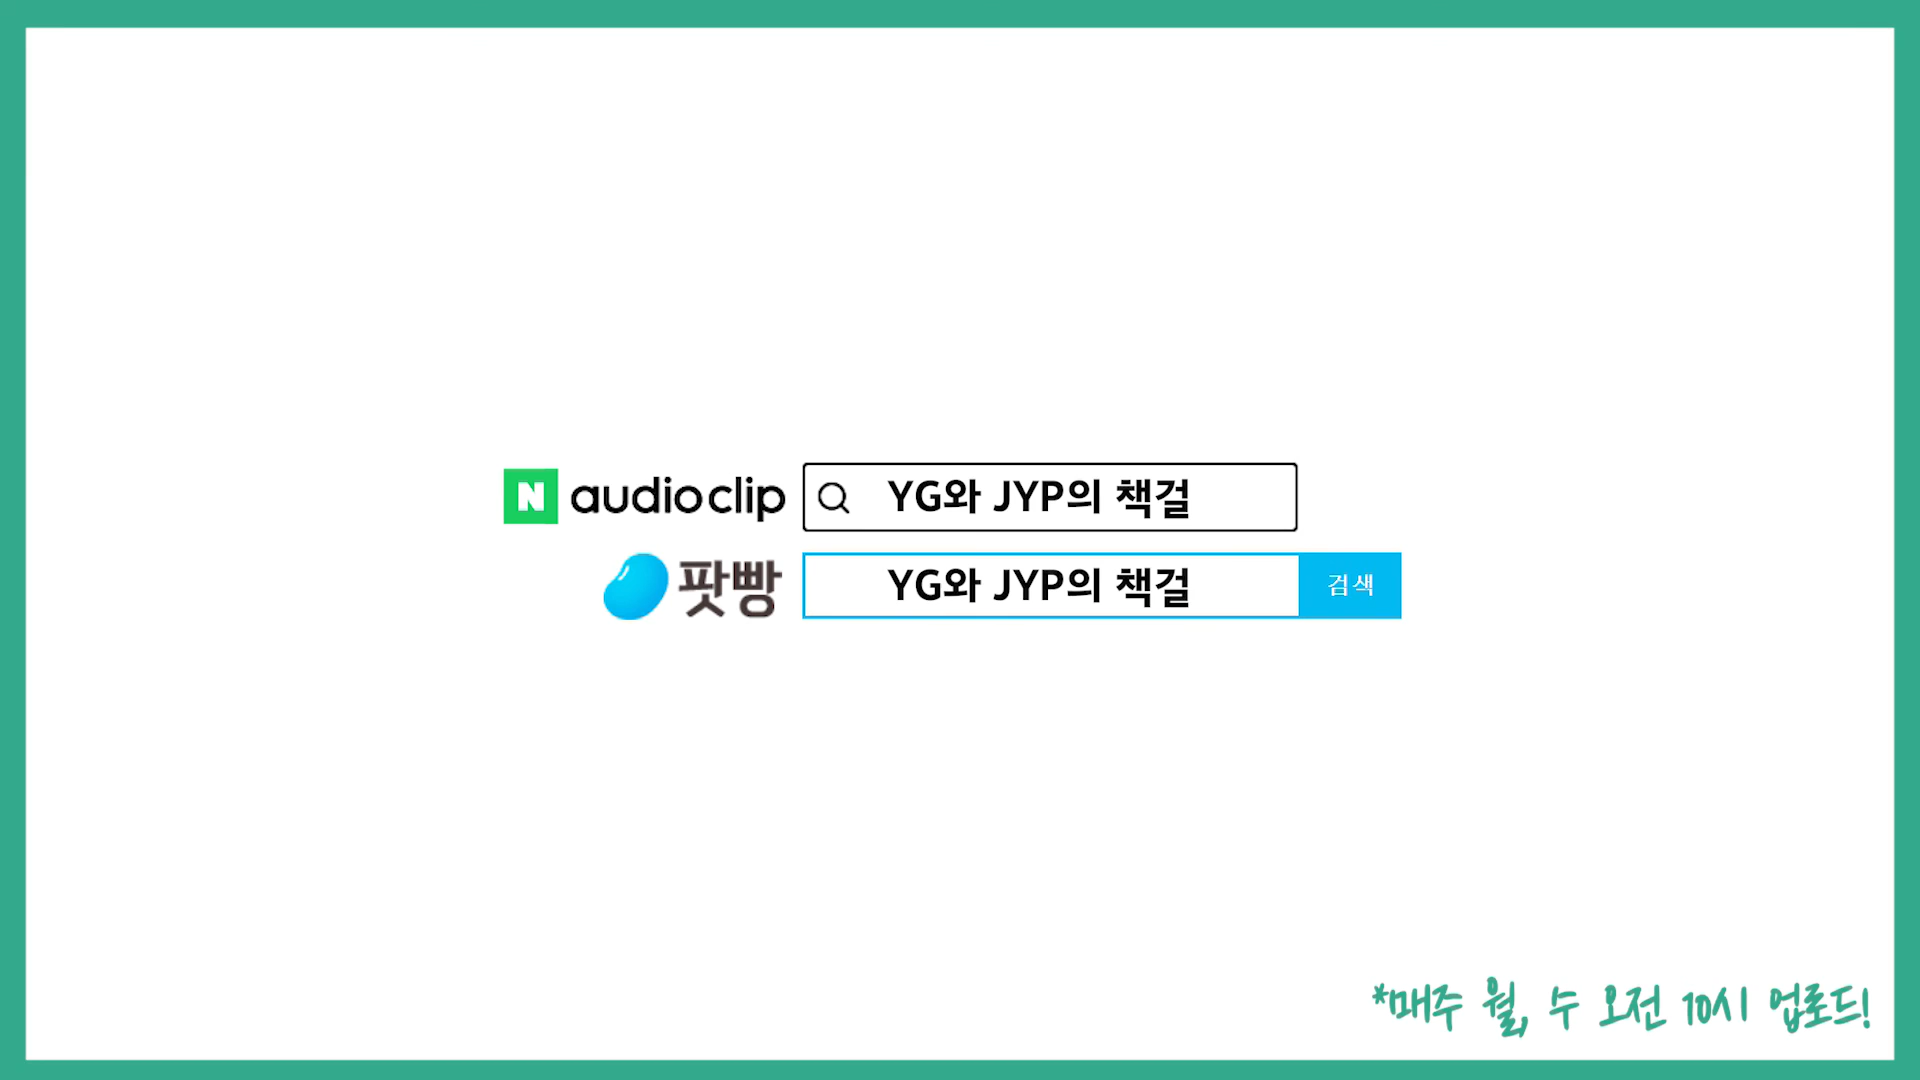 N audioclip YG와 JYP의 책걸
팟빵 YG와 JYP의 책걸 검색
*매주 월, 수 오전 10시 업로드!